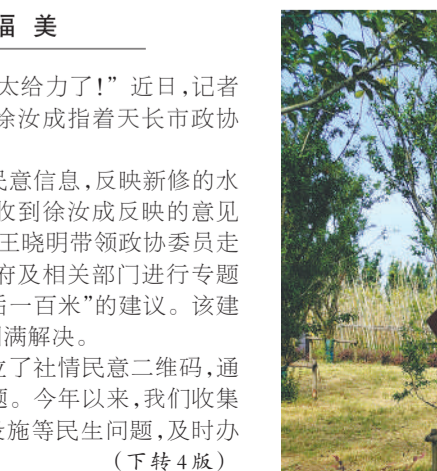 福 美
太给力了!”近日,记者
徐汝成指着天长市政协
民意信息,反映新修的水
收到徐汝成反映的意见
王晓明带领政协委员走
府及相关部门进行专题
后一百米”的建议。该建
圆满解决。
立了社情民意二维码,通
题。今年以来,我们收集
设施等民生问题,及时办
(下转4版)